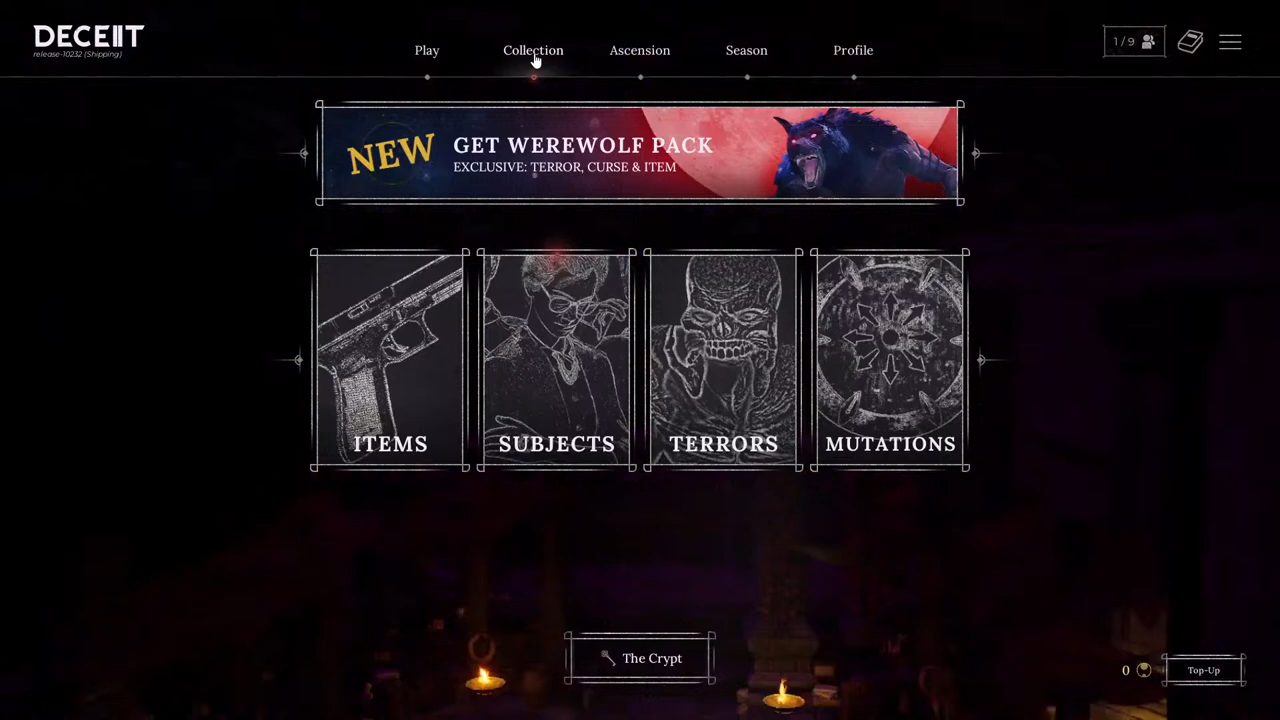 DECEIIT
release-10232 (Shipping)
Play
Collection
Ascension
Season
Profile
1 / 9
NEW
GET WEREWOLF PACK
EXCLUSIVE: TERROR, CURSE & ITEM
ITEMS
SUBJECTS
TERRORS
MUTATIONS
The Crypt
0
Top-Up